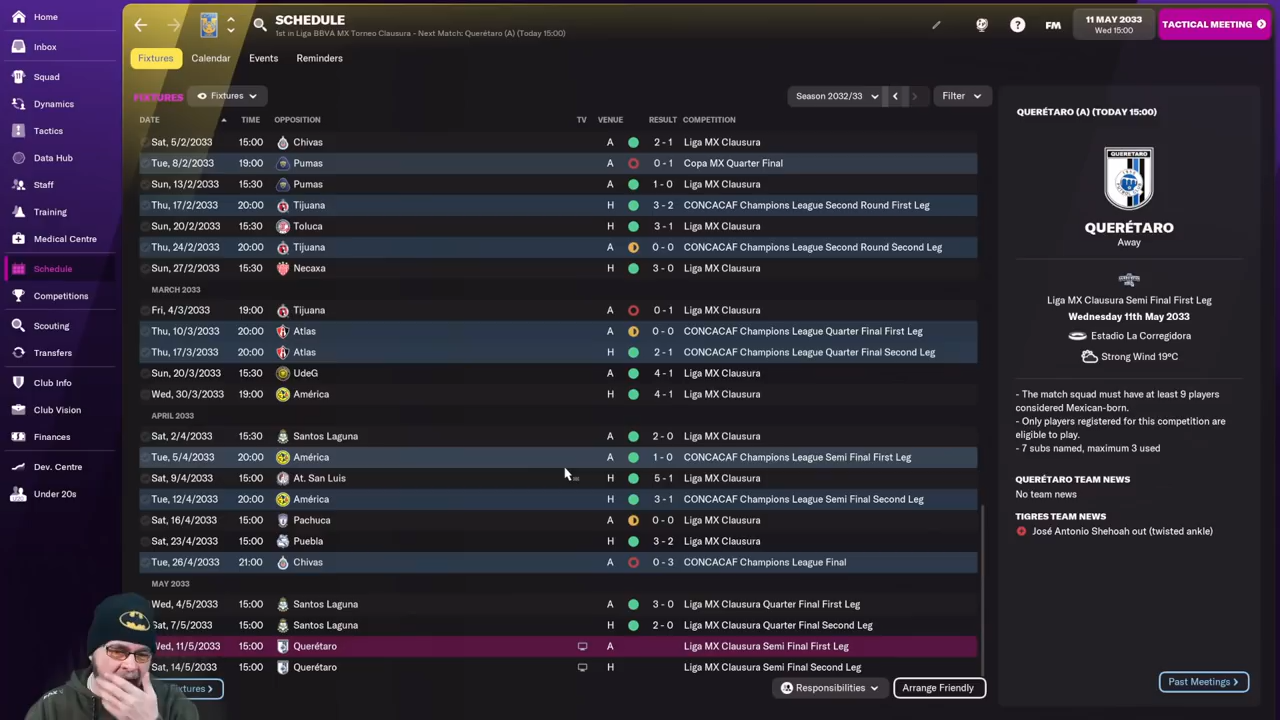 Home
Inbox
Squad
Dynamics
Tactics
Data Hub
Staff
Training
Medical Centre
Schedule
Competitions
Scouting
Transfers
Club Info
Club Vision
Finances
Dev. Centre
Under 20s
SCHEDULE
1st in Liga BBVA MX Torneo Clausura - Next Match: Querétaro (A) (Today 15:00)
FM
11 MAY 2033
Wed 15:00
TACTICAL MEETING
Fixtures Calendar Events Reminders
FIXTURES Fixtures Season 2032/33 Filter
DATE TIME OPPOSITION TV VENUE RESULT COMPETITION
Sat, 5/2/2033 15:00 Chivas A 2 - 1 Liga MX Clausura
Tue, 8/2/2033 19:00 Pumas A 0 - 1 Copa MX Quarter Final
Sun, 13/2/2033 15:30 Pumas A 1 - 0 Liga MX Clausura
Thu, 17/2/2033 20:00 Tijuana H 3 - 2 CONCACAF Champions League Second Round First Leg
Sun, 20/2/2033 15:30 Toluca H 3 - 1 Liga MX Clausura
Thu, 24/2/2033 20:00 Tijuana A 0 - 0 CONCACAF Champions League Second Round Second Leg
Sun, 27/2/2033 15:30 Necaxa H 3 - 0 Liga MX Clausura
MARCH 2033
Fri, 4/3/2033 19:00 Tijuana A 0 - 1 Liga MX Clausura
Thu, 10/3/2033 20:00 Atlas A 0 - 0 CONCACAF Champions League Quarter Final First Leg
Thu, 17/3/2033 20:00 Atlas H 2 - 1 CONCACAF Champions League Quarter Final Second Leg
Sun, 20/3/2033 15:30 UdeG A 4 - 1 Liga MX Clausura
Wed, 30/3/2033 19:00 América H 4 - 1 Liga MX Clausura
APRIL 2033
Sat, 2/4/2033 15:30 Santos Laguna A 2 - 0 Liga MX Clausura
Tue, 5/4/2033 20:00 América A 1 - 0 CONCACAF Champions League Semi Final First Leg
Sat, 9/4/2033 15:00 At. San Luis H 5 - 1 Liga MX Clausura
Tue, 12/4/2033 20:00 América H 3 - 1 CONCACAF Champions League Semi Final Second Leg
Sat, 16/4/2033 15:00 Pachuca A 0 - 0 Liga MX Clausura
Sat, 23/4/2033 15:00 Puebla H 3 - 2 Liga MX Clausura
Tue, 26/4/2033 21:00 Chivas A 0 - 3 CONCACAF Champions League Final
MAY 2033
Wed, 4/5/2033 15:00 Santos Laguna A 3 - 0 Liga MX Clausura Quarter Final First Leg
Sat, 7/5/2033 15:00 Santos Laguna H 2 - 0 Liga MX Clausura Quarter Final Second Leg
Wed, 11/5/2033 15:00 Querétaro A Liga MX Clausura Semi Final First Leg
Sat, 14/5/2033 15:00 Querétaro H Liga MX Clausura Semi Final Second Leg
Fixtures Responsibilities Arrange Friendly
QUERÉTARO (A) (TODAY 15:00)
QUERETARO
QUERÉTARO
Away
Liga MX Clausura Semi Final First Leg
Wednesday 11th May 2033
Estadio La Corregidora
Strong Wind 19°C
- The match squad must have at least 9 players
considered Mexican-born.
- Only players registered for this competition are
eligible to play.
- 7 subs named, maximum 3 used
QUERÉTARO TEAM NEWS
No team news
TIGRES TEAM NEWS
José Antonio Shehoah out (twisted ankle)
Past Meetings